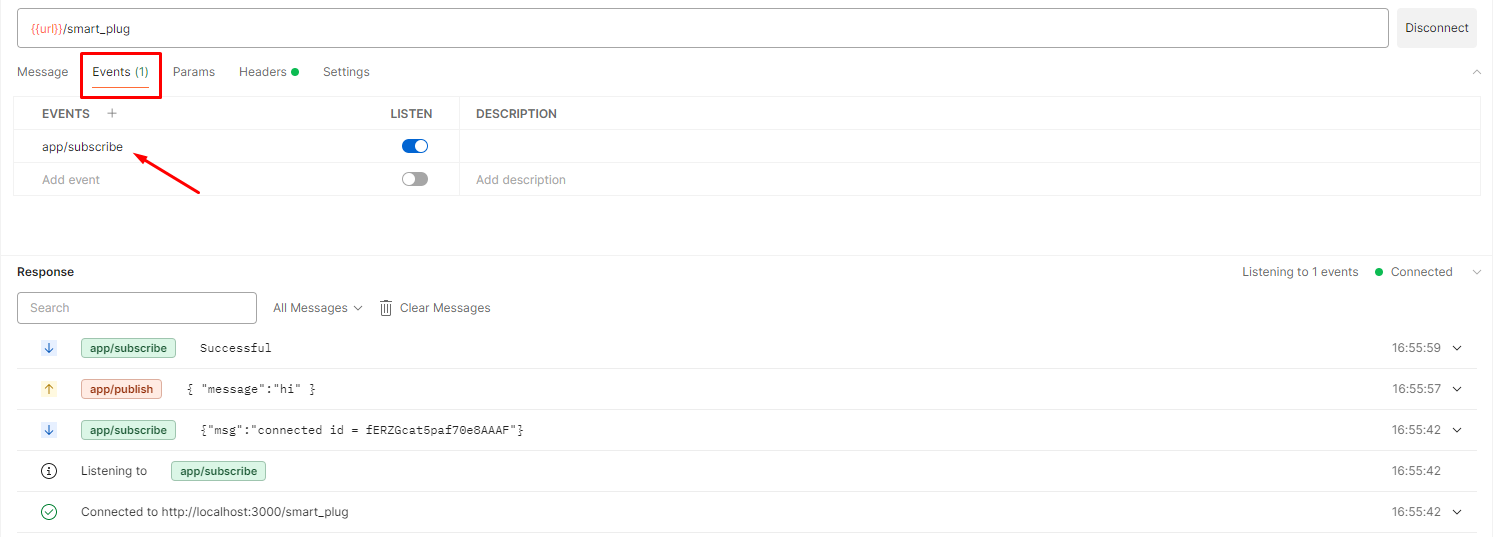 {{url}}/smart_plug Disconnect
Message Events (1) Params Headers Settings
EVENTS + LISTEN DESCRIPTION
app/subscribe
Add event Add description
Response Listening to 1 events Connected
Search All Messages Clear Messages
app/subscribe Successful 16:55:59
app/publish { "message":"hi" } 16:55:57
app/subscribe {"msg":"connected id = fERZGcat5paf70e8AAAF"} 16:55:42
Listening to app/subscribe 16:55:42
Connected to http://localhost:3000/smart_plug 16:55:42